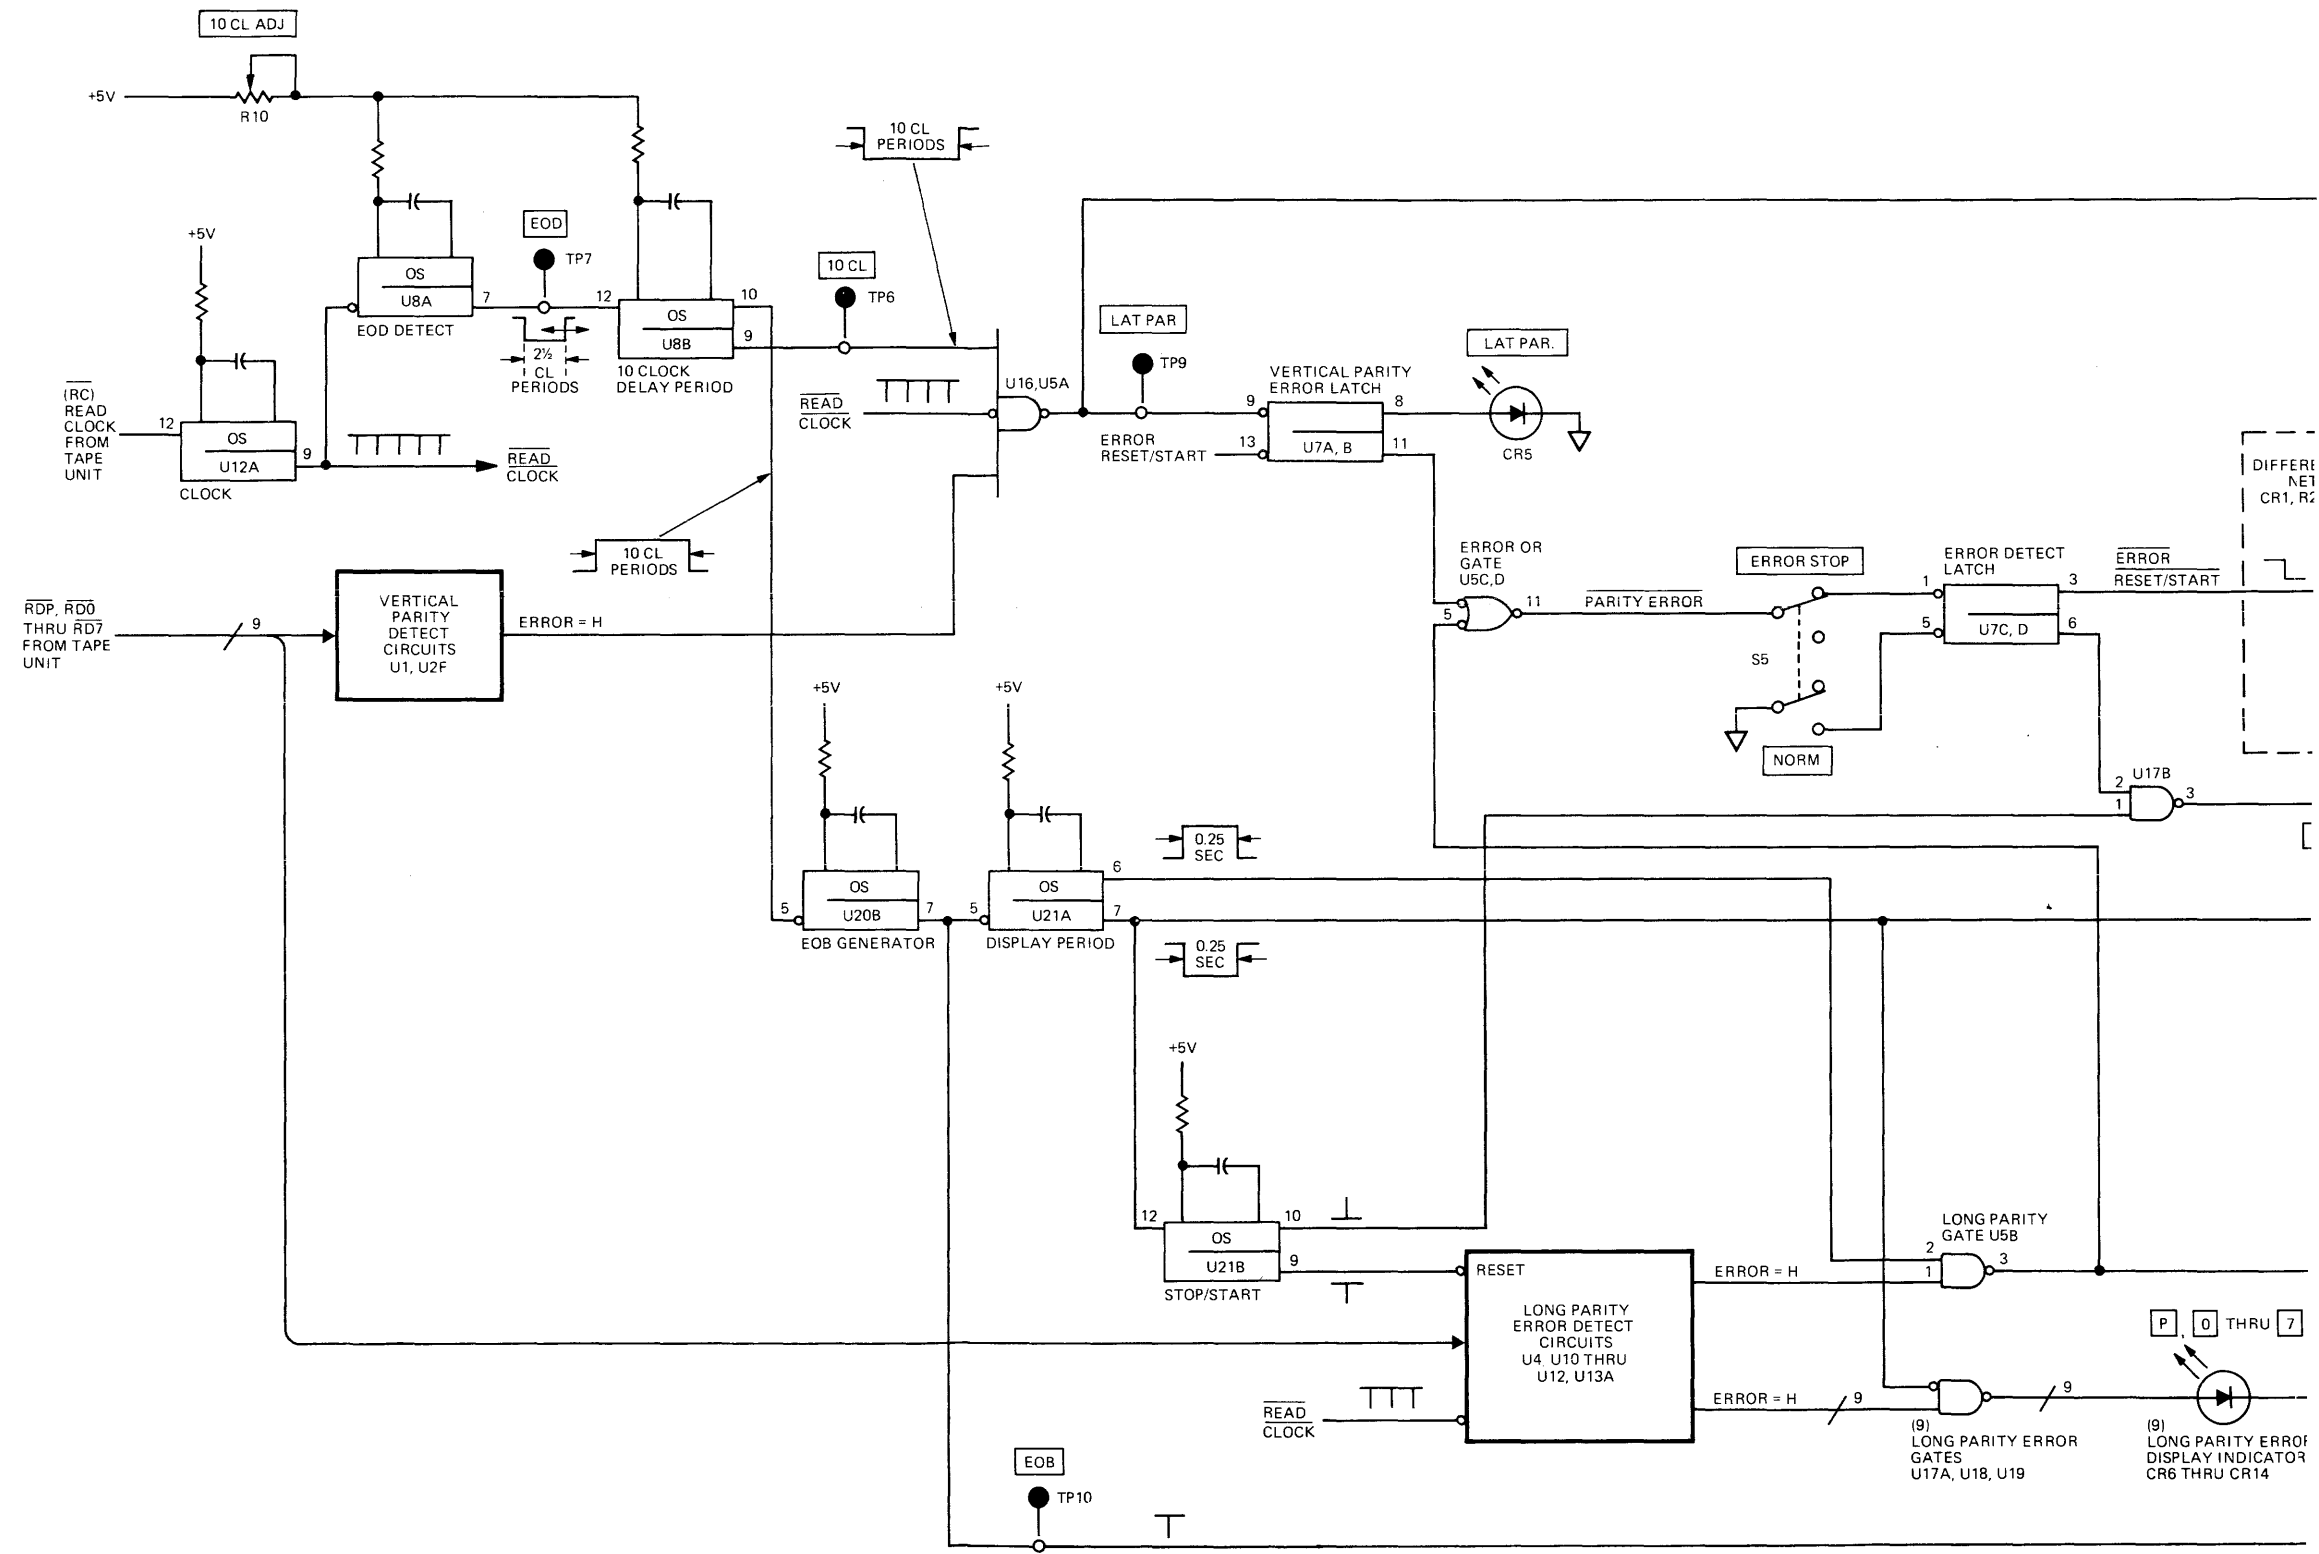 10 CL ADJ
+5V
R10
10 CL
PERIODS
+5V
OS
U8A
EOD DETECT
7
EOD
TP7
12
2½
CL
PERIODS
OS
U8B
10
9
10 CLOCK
DELAY PERIOD
10 CL
TP6
(RC)
READ
CLOCK
FROM
TAPE
UNIT
12
OS
U12A
9
CLOCK
READ
CLOCK
READ
CLOCK
U16,U5A
LAT PAR
TP9
ERROR
RESET/START
VERTICAL PARITY
ERROR LATCH
9
13
U7A, B
8
11
LAT PAR.
CR5
DIFFERE
NET
CR1, R2
10 CL
PERIODS
RDP, RD0
THRU RD7
FROM TAPE
UNIT
9
VERTICAL
PARITY
DETECT
CIRCUITS
U1, U2F
ERROR = H
ERROR OR
GATE
U5C,D
5
11
PARITY ERROR
ERROR STOP
S5
NORM
ERROR DETECT
LATCH
1
5
U7C, D
3
6
ERROR
RESET/START
U17B
2
1
3
+5V
+5V
5
OS
U20B
7
EOB GENERATOR
5
OS
U21A
6
7
DISPLAY PERIOD
0.25
SEC
0.25
SEC
+5V
12
OS
U21B
10
9
STOP/START
RESET
LONG PARITY
ERROR DETECT
CIRCUITS
U4, U10 THRU
U12, U13A
READ
CLOCK
ERROR = H
ERROR = H
9
LONG PARITY
GATE U5B
2
1
3
(9)
LONG PARITY ERROR
GATES
U17A, U18, U19
9
P, 0 THRU 7
(9)
LONG PARITY ERROR
DISPLAY INDICATOR
CR6 THRU CR14
EOB
TP10